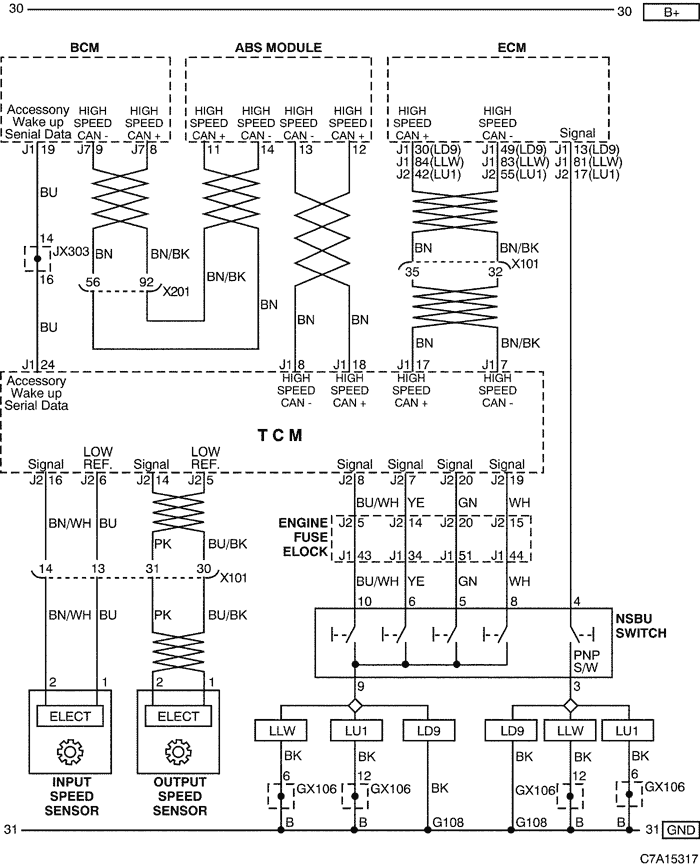 30 30 B+
BCM ABS MODULE ECM
Accessory Wake up Serial Data
HIGH SPEED CAN -
HIGH SPEED CAN +
HIGH SPEED CAN +
HIGH SPEED CAN -
HIGH SPEED CAN -
HIGH SPEED CAN +
HIGH SPEED CAN +
HIGH SPEED CAN -
Signal
J1 19 J7 9 J7 8 11 14 13 12 J1 30(LD9) J1 49(LD9) J1 13(LD9)
J1 84(LLW) J1 83(LLW) J1 81(LLW)
J2 42(LU1) J2 55(LU1) J2 17(LU1)
BU
14
JX303 BN BN/BK BN BN/BK
16 X101
56 92 35 32
X201 BN/BK
BN
BU BN BN BN BN/BK
J1 24 J1 8 J1 18 J1 17 J1 7
Accessory Wake up Serial Data
HIGH SPEED CAN -
HIGH SPEED CAN +
HIGH SPEED CAN +
HIGH SPEED CAN -
TCM
Signal LOW REF. Signal LOW REF. Signal Signal Signal Signal
J2 16 J2 6 J2 14 J2 5 J2 8 J2 7 J2 20 J2 19
BU/WH YE GN WH
BN/WH BU
ENGINE FUSE ELOCK
J2 5 J2 14 J2 20 J2 15
PK BU/BK
J1 43 J1 34 J1 51 J1 44
14 13 31 30 X101
BU/WH YE GN WH
10 6 5 8 4
BN/WH BU PK BU/BK
NSBU SWITCH
PNP S/W
2 1 2 1 9 3
ELECT ELECT
LLW LU1 LD9 LD9 LLW LU1
BK BK BK BK BK
6 12 12 6
GX106 GX106 BK BK GX106 GX106
INPUT SPEED SENSOR
OUTPUT SPEED SENSOR
B B G108 G108 B B
31 31 GND
C7A15317